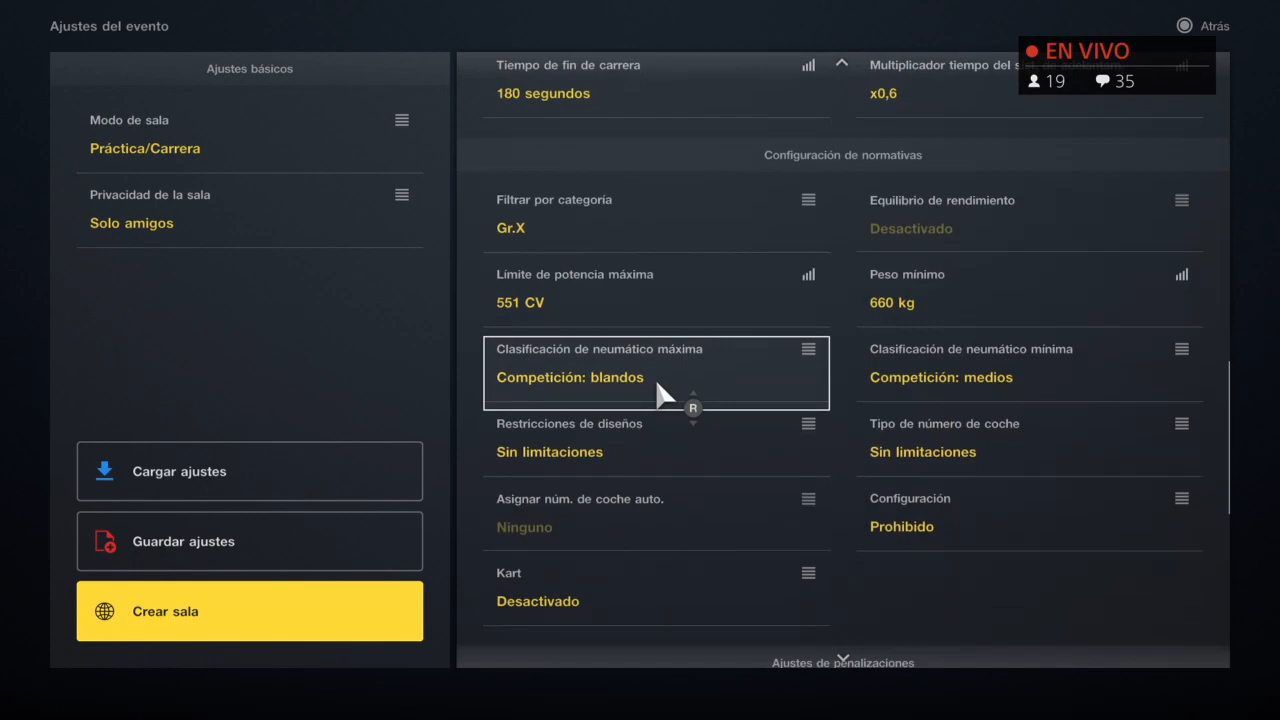 Ajustes del evento
Atrás
EN VIVO
19
35
Ajustes básicos
Modo de sala
Práctica/Carrera
Privacidad de la sala
Solo amigos
Cargar ajustes
Guardar ajustes
Crear sala
Tiempo de fin de carrera
180 segundos
Multiplicador tiempo del
x0,6
Configuración de normativas
Filtrar por categoría
Gr.X
Equilibrio de rendimiento
Desactivado
Límite de potencia máxima
551 CV
Peso mínimo
660 kg
Clasificación de neumático máxima
Competición: blandos
R
Clasificación de neumático mínima
Competición: medios
Restricciones de diseños
Sin limitaciones
Tipo de número de coche
Sin limitaciones
Asignar núm. de coche auto.
Ninguno
Configuración
Prohibido
Kart
Desactivado
Ajustes de penalizaciones